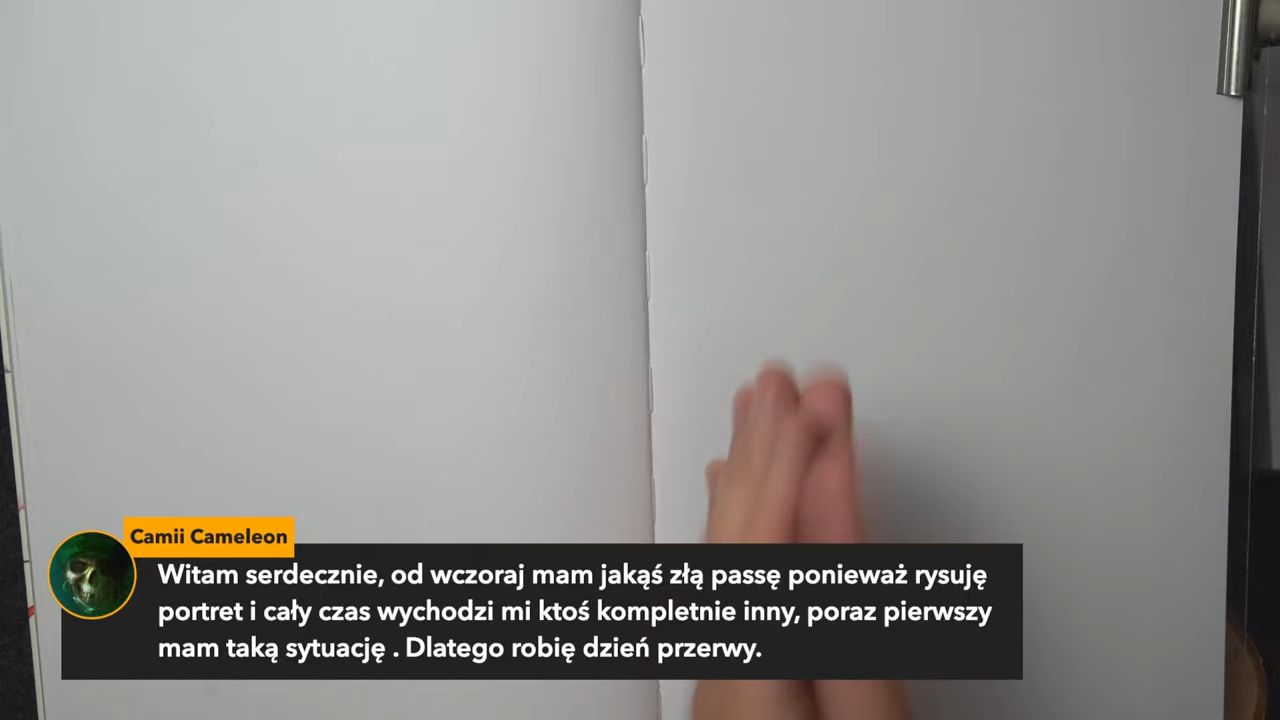 Camii Cameleon
Witam serdecznie, od wczoraj mam jakąś złą passę ponieważ rysuję
portret i cały czas wychodzi mi ktoś kompletnie inny, poraz pierwszy
mam taką sytuację . Dlatego robię dzień przerwy.